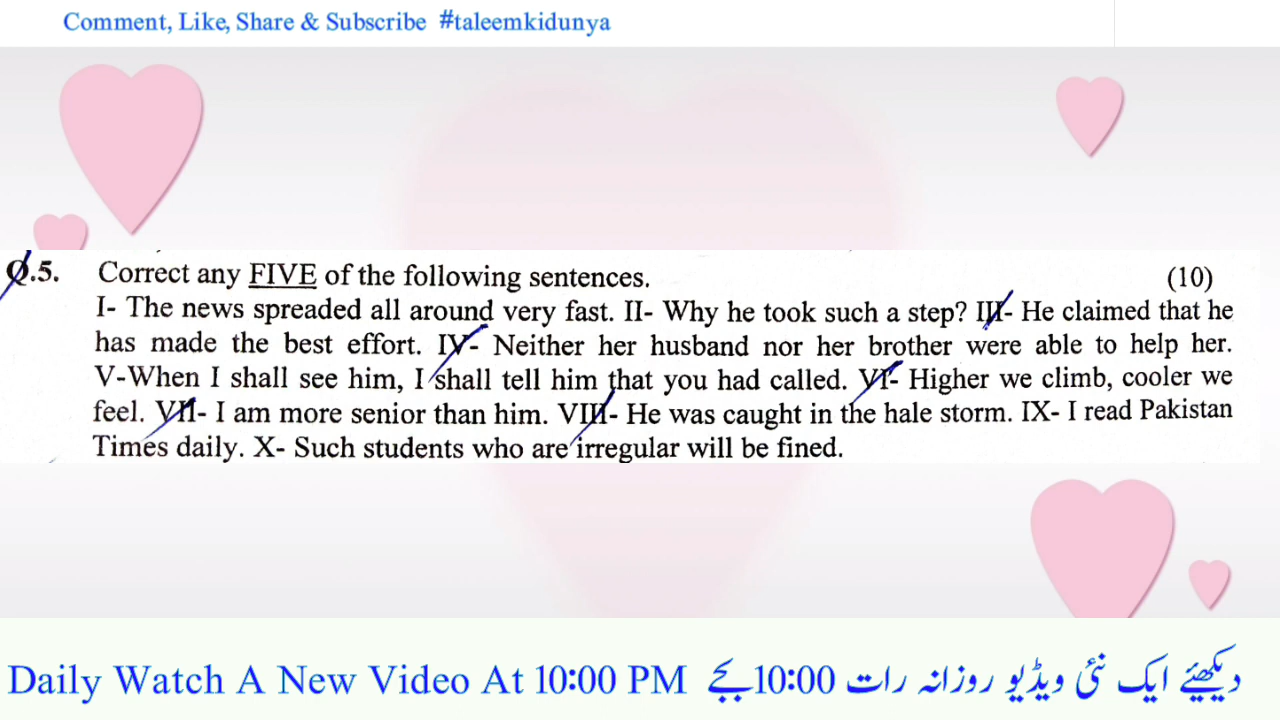 Comment, Like, Share & Subscribe #taleemkidunya
Q.5. Correct any FIVE of the following sentences. (10)
I- The news spreaded all around very fast. II- Why he took such a step? III- He claimed that he
has made the best effort. IV- Neither her husband nor her brother were able to help her.
V-When I shall see him, I shall tell him that you had called. VI- Higher we climb, cooler we
feel. VII- I am more senior than him. VIII- He was caught in the hale storm. IX- I read Pakistan
Times daily. X- Such students who are irregular will be fined.
Daily Watch A New Video At 10:00 PM دیکھیئے ایک نئی ویڈیو روزانہ رات 10:00 بجے